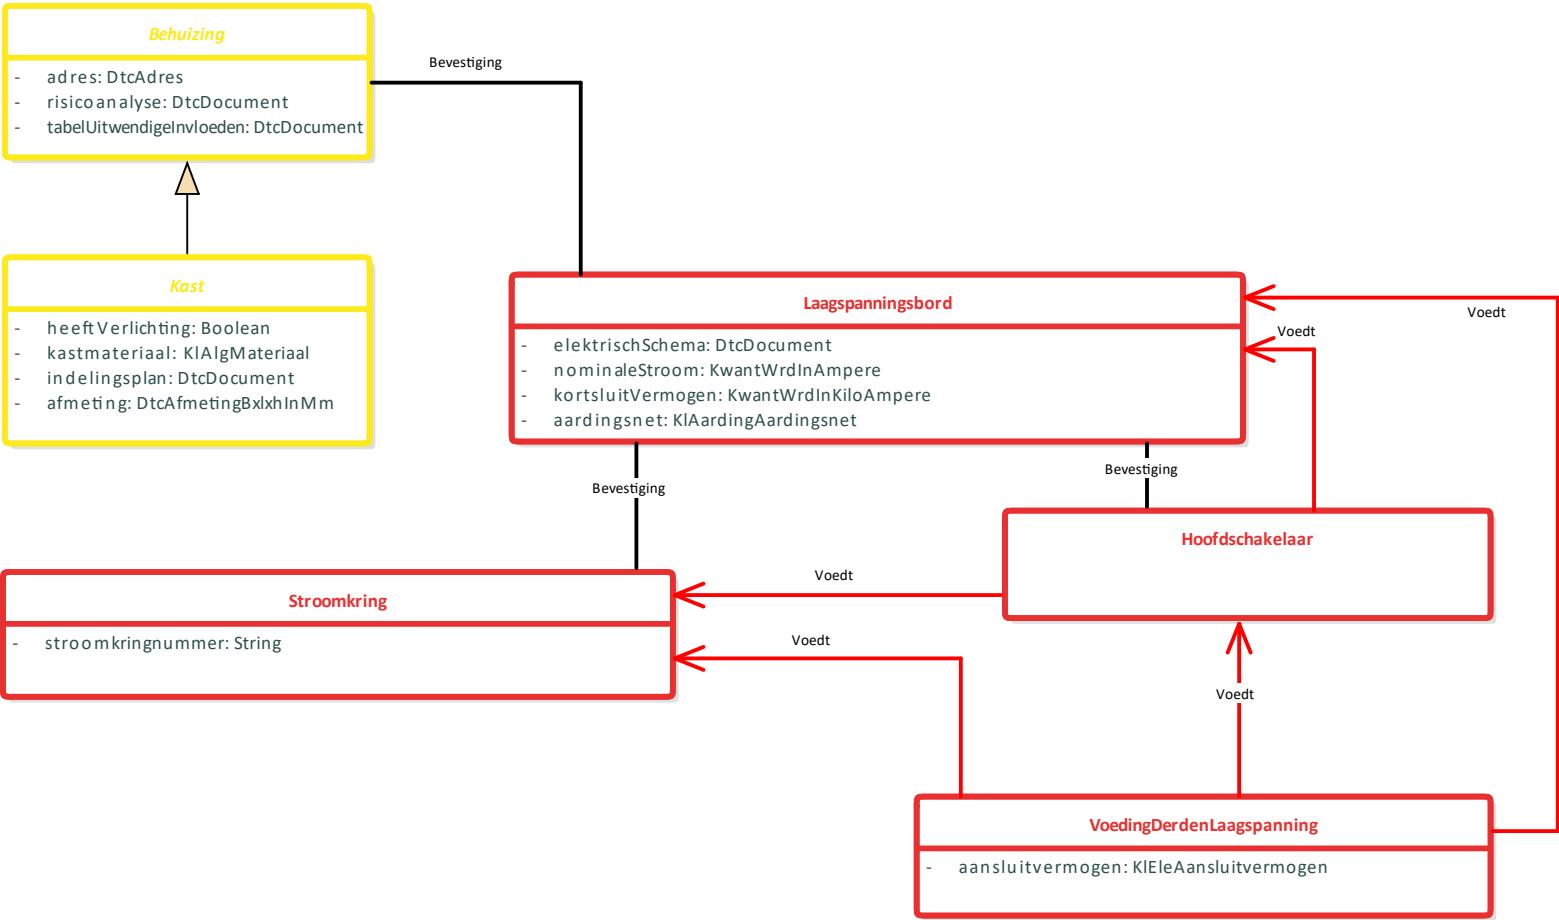 Behuizing
- adres: DtcAdres
- risicoanalyse: DtcDocument
- tabelUitwendigeInvloeden: DtcDocument
Bevestiging
Kast
- heeftVerlichting: Boolean
- kastmateriaal: KlAlgMateriaal
- indelingsplan: DtcDocument
- afmeting: DtcAfmetingBxlxhInMm
Laagspanningsbord
- elektrischSchema: DtcDocument
- nominaleStroom: KwantWrdInAmpere
- kortsluitVermogen: KwantWrdInKiloAmpere
- aardingsnet: KlAardingAardingsnet
Voedt
Voedt
Bevestiging
Bevestiging
Hoofdschakelaar
Voedt
Stroomkring
- stroomkringnummer: String
Voedt
Voedt
VoedingDerdenLaagspanning
- aansluitvermogen: KlEleAansluitvermogen